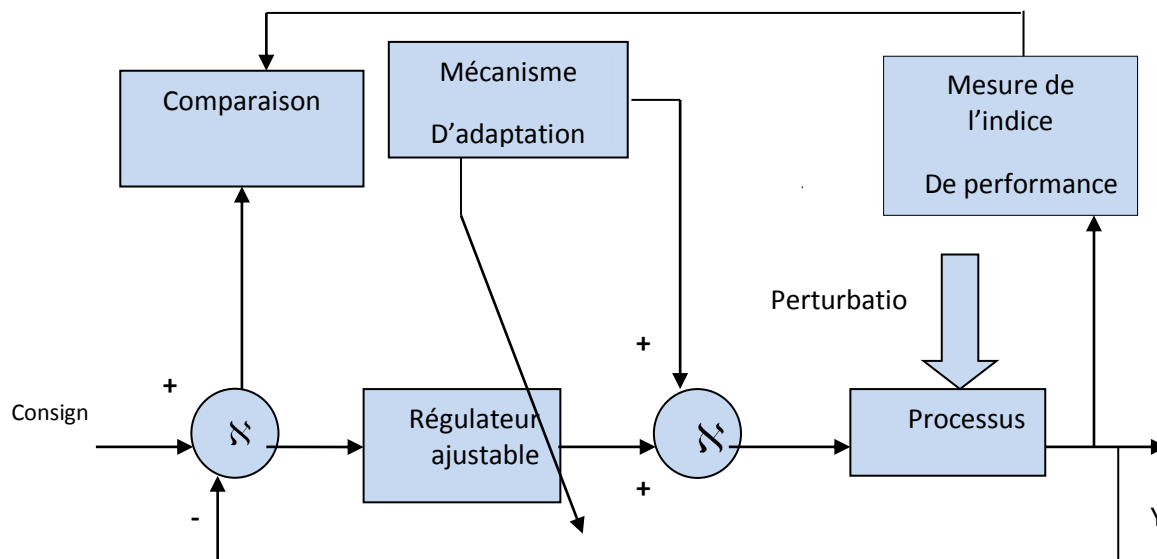 Comparaison
Mécanisme
D'adaptation
Mesure de
l'indice
De performance
Perturbatio
+
+
Consign
ℵ
Régulateur
ajustable
ℵ
Processus
-
+
Y